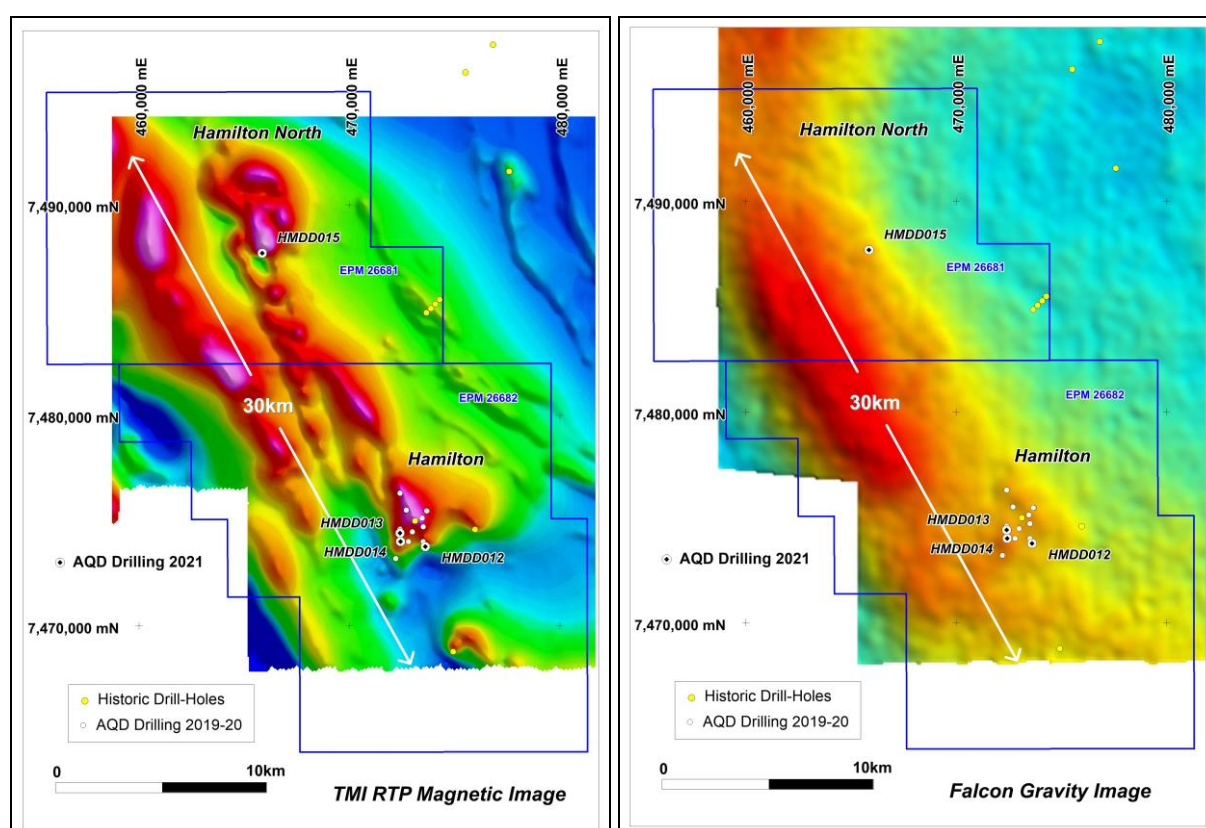 460,000 mE
470,000 mE
480,000 mE
Hamilton North
7,490,000 mN
HMDD015
EPM 26681
30km
EPM 26682
7,480,000 mN
Hamilton
HMDD013
HMDD014
HMDD012
AQD Drilling 2021
7,470,000 mN
Historic Drill-Holes
AQD Drilling 2019-20
0
10km
TMI RTP Magnetic Image
460,000 mE
470,000 mE
480,000 mE
Hamilton North
7,490,000 mN
HMDD015
EPM 26681
EPM 26682
30km
7,480,000 mN
Hamilton
HMDD013
HMDD014
HMDD012
AQD Drilling 2021
7,470,000 mN
Historic Drill-Holes
AQD Drilling 2019-20
0
10km
Falcon Gravity Image